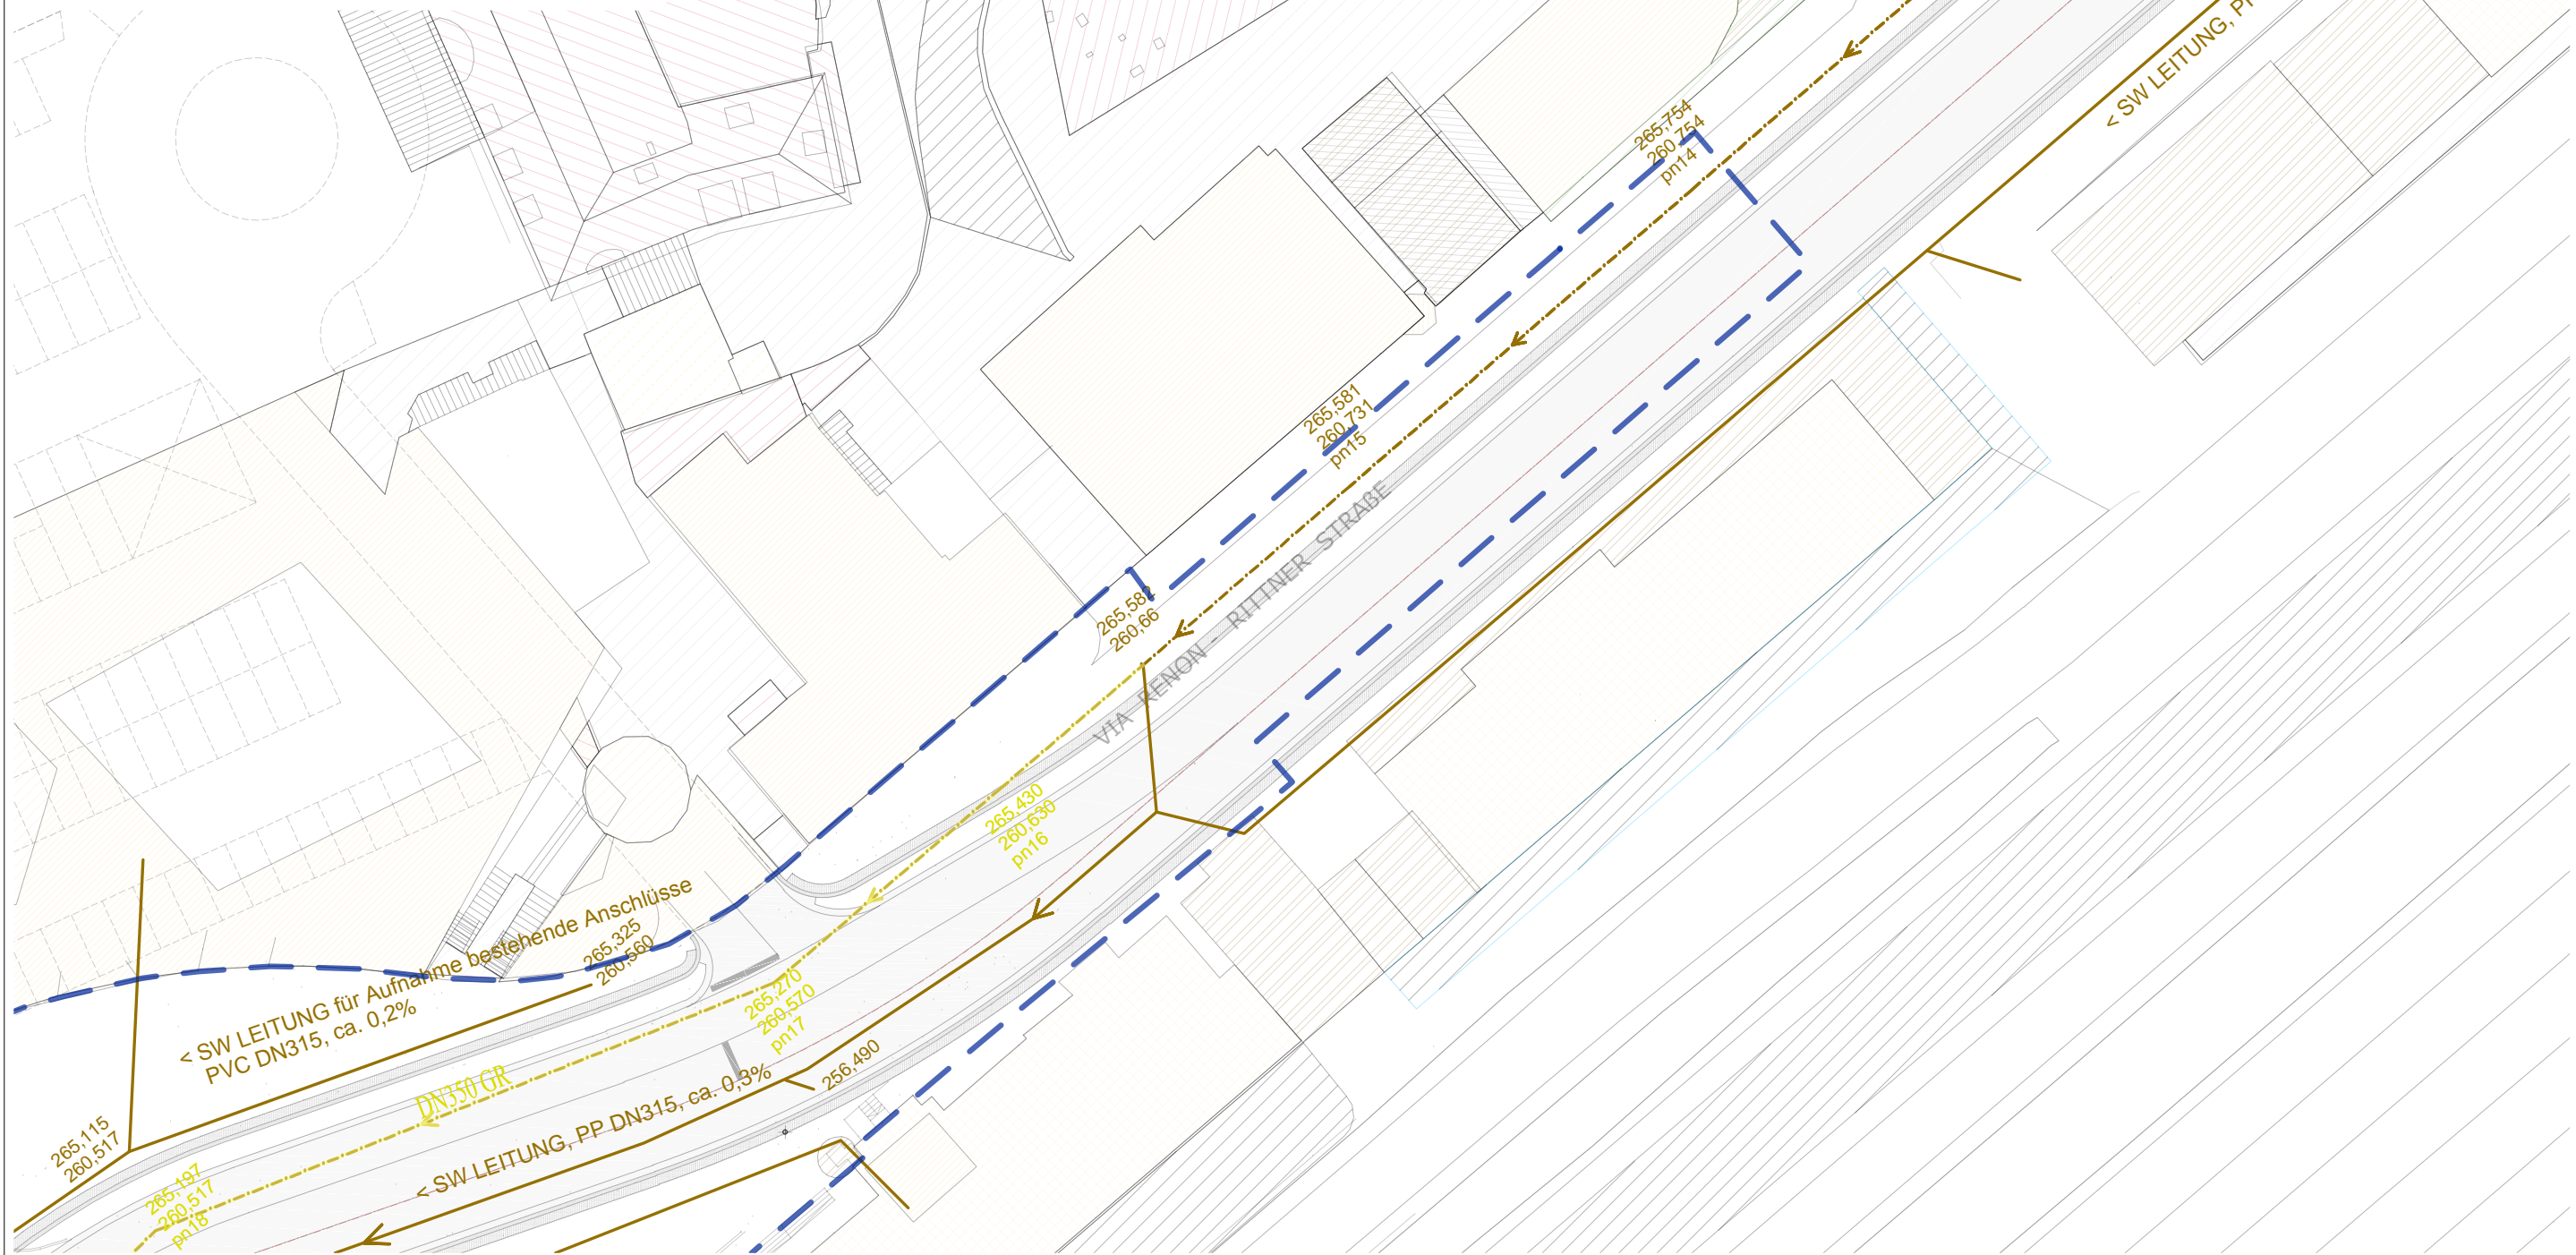 < SW LEITUNG, P
265,754
260,754
pn14
265,581
260,731
pn15
265,582
260,66
VIA RENON - RITTNER STRAßE
265,430
260,630
pn16
265,325
260,560
< SW LEITUNG für Aufnahme bestehende Anschlüsse
PVC DN315, ca. 0,2%
265,270
260,570
pn17
256,490
DN350 GR
< SW LEITUNG, PP DN315, ca. 0,3%
265,115
260,517
265,197
260,517
pn18